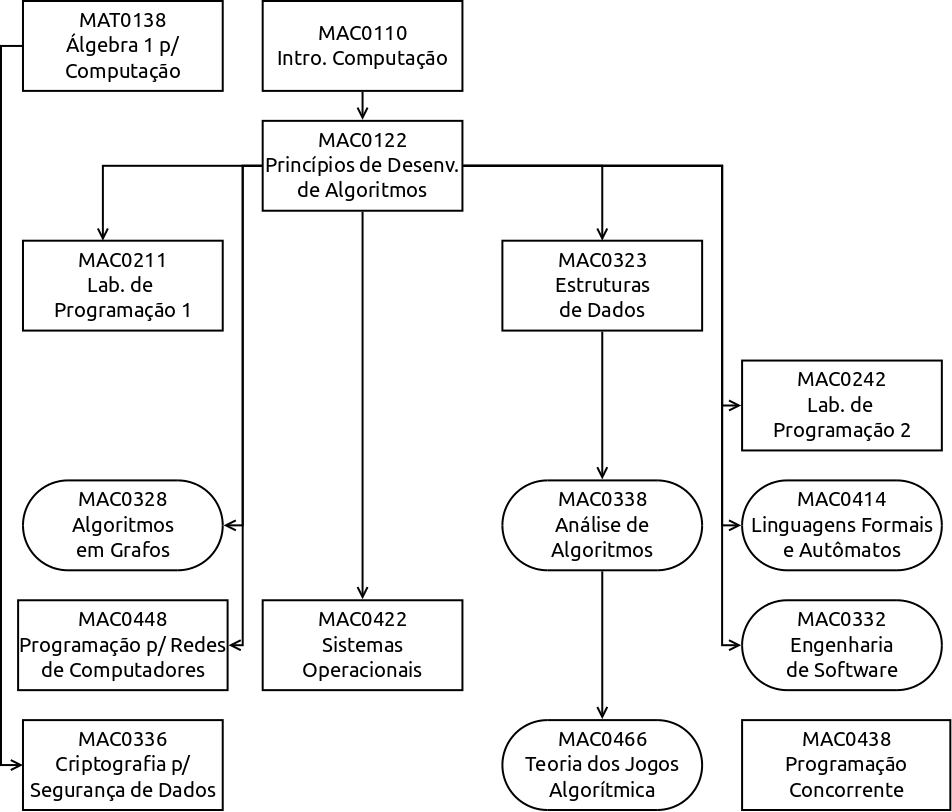 MAT0138
Álgebra 1 p/
Computação
MAC0110
Intro. Computação
MAC0122
Princípios de Desenv.
de Algoritmos
MAC0211
Lab. de
Programação 1
MAC0323
Estruturas
de Dados
MAC0242
Lab. de
Programação 2
MAC0328
Algoritmos
em Grafos
MAC0338
Análise de
Algoritmos
MAC0414
Linguagens Formais
e Autômatos
MAC0448
Programação p/ Redes
de Computadores
MAC0422
Sistemas
Operacionais
MAC0332
Engenharia
de Software
MAC0336
Criptografia p/
Segurança de Dados
MAC0466
Teoria dos Jogos
Algorítmica
MAC0438
Programação
Concorrente